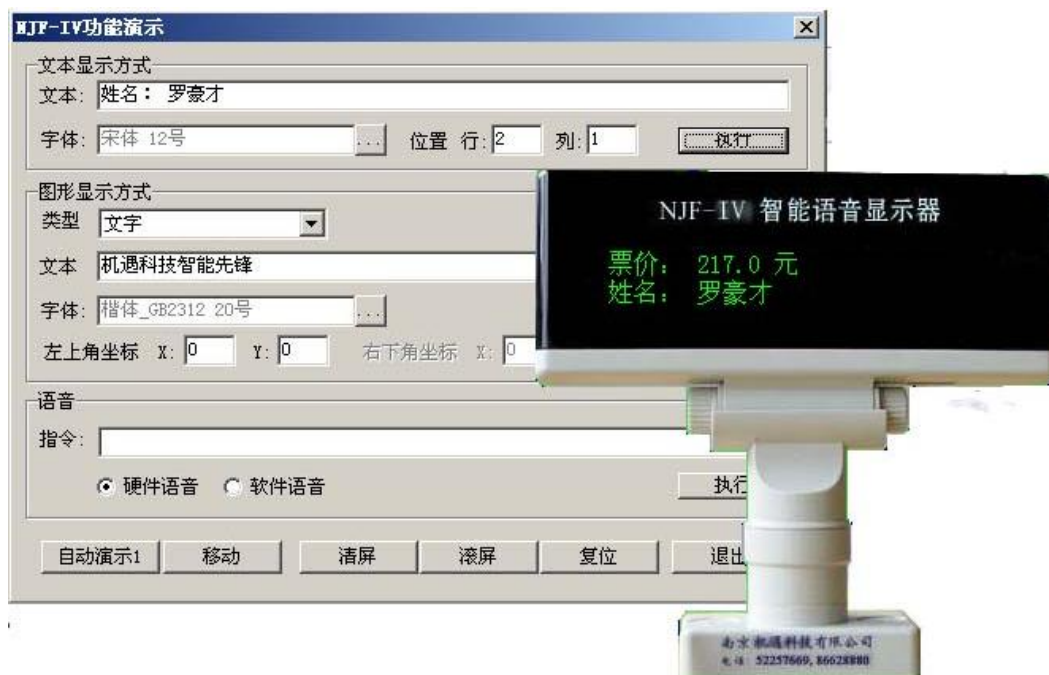 NJF-IV功能演示
文本显示方式
文本: 姓名： 罗豪才
字体: 宋体 12号 ... 位置 行: 2 列: 1 执行
图形显示方式
类型 文字
文本 机遇科技智能先锋
字体: 楷体_GB2312 20号 ...
左上角坐标 X: 0 Y: 0 右下角坐标 X: 0
语音
指令:
硬件语音 软件语音
执行
自动演示1 移动 清屏 滚屏 复位 退出
NJF-IV 智能语音显示器
票价： 217.0 元
姓名： 罗豪才
南京机遇科技有限公司
电话 52257669, 86628880